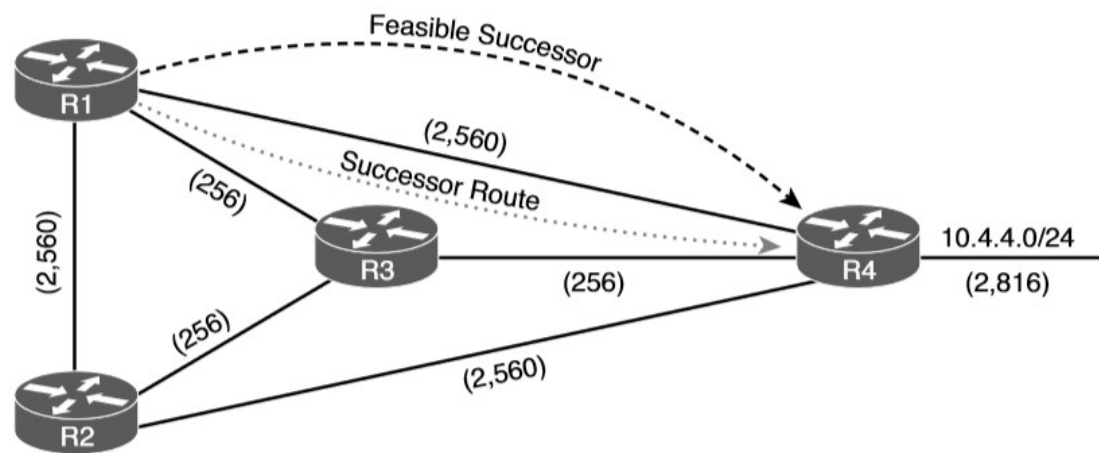 Feasible Successor
R1
(2,560)
Successor Route
(256)
(2,560)
R3
R4
10.4.4.0/24
(256)
(2,816)
(256)
(2,560)
R2